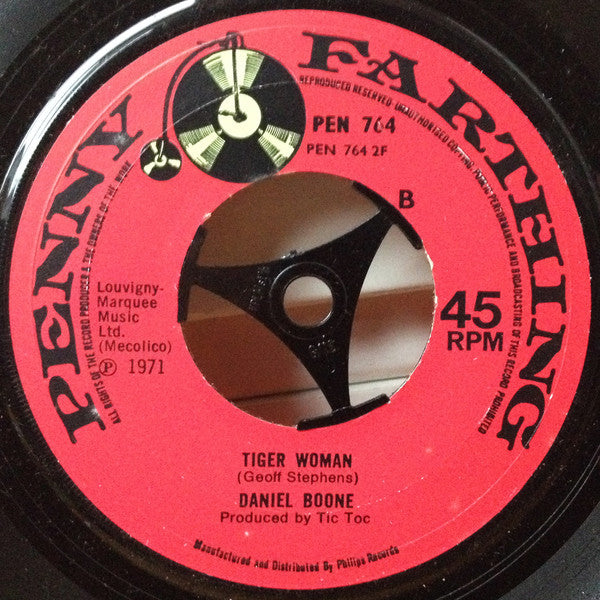 PENNY FARTHING
ALL RIGHTS OF THE RECORD PRODUCER & THE OWNERS OF THE WORK REPRODUCED RESERVED. UNAUTHORISED COPYING, PUBLIC PERFORMANCE AND BROADCASTING OF THIS RECORD PROHIBITED
PEN 764
PEN 764 2F
B
Louvigny-
Marquee
Music
Ltd.
(Mecolico)
Ⓟ 1971
45
RPM
TIGER WOMAN
(Geoff Stephens)
DANIEL BOONE
Produced by Tic Toc
Manufactured and Distributed by Philips Records